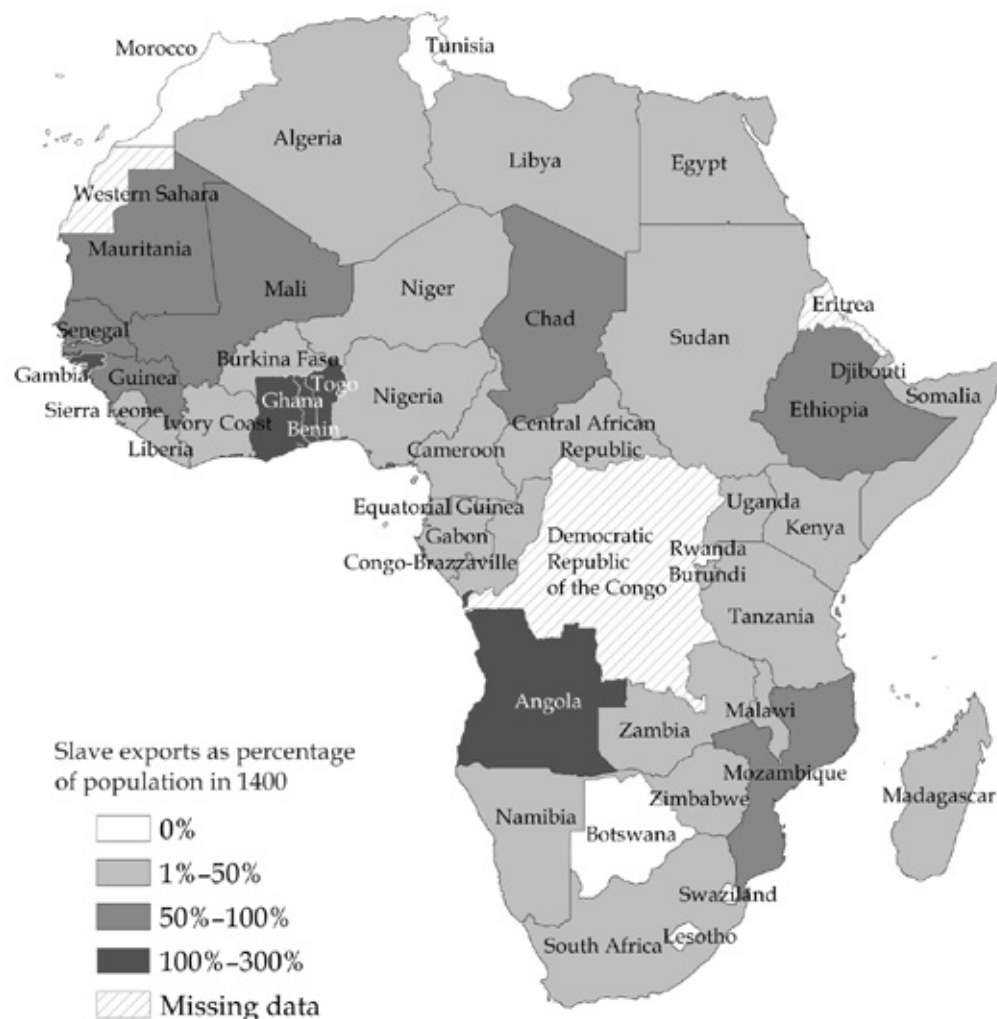 Morocco
Tunisia
Algeria
Libya
Egypt
Western Sahara
Mauritania
Mali
Niger
Chad
Sudan
Eritrea
Senegal
Gambia
Guinea
Burkina Faso
Djibouti
Somalia
Ethiopia
Sierra Leone
Ivory Coast
Ghana
Togo
Benin
Nigeria
Liberia
Cameroon
Central African
Republic
Equatorial Guinea
Gabon
Congo-Brazzaville
Democratic
Republic
of the Congo
Uganda
Kenya
Rwanda
Burundi
Tanzania
Angola
Zambia
Malawi
Mozambique
Zimbabwe
Madagascar
Namibia
Botswana
Swaziland
South Africa
Lesotho
Slave exports as percentage
of population in 1400
0%
1%–50%
50%–100%
100%–300%
Missing data